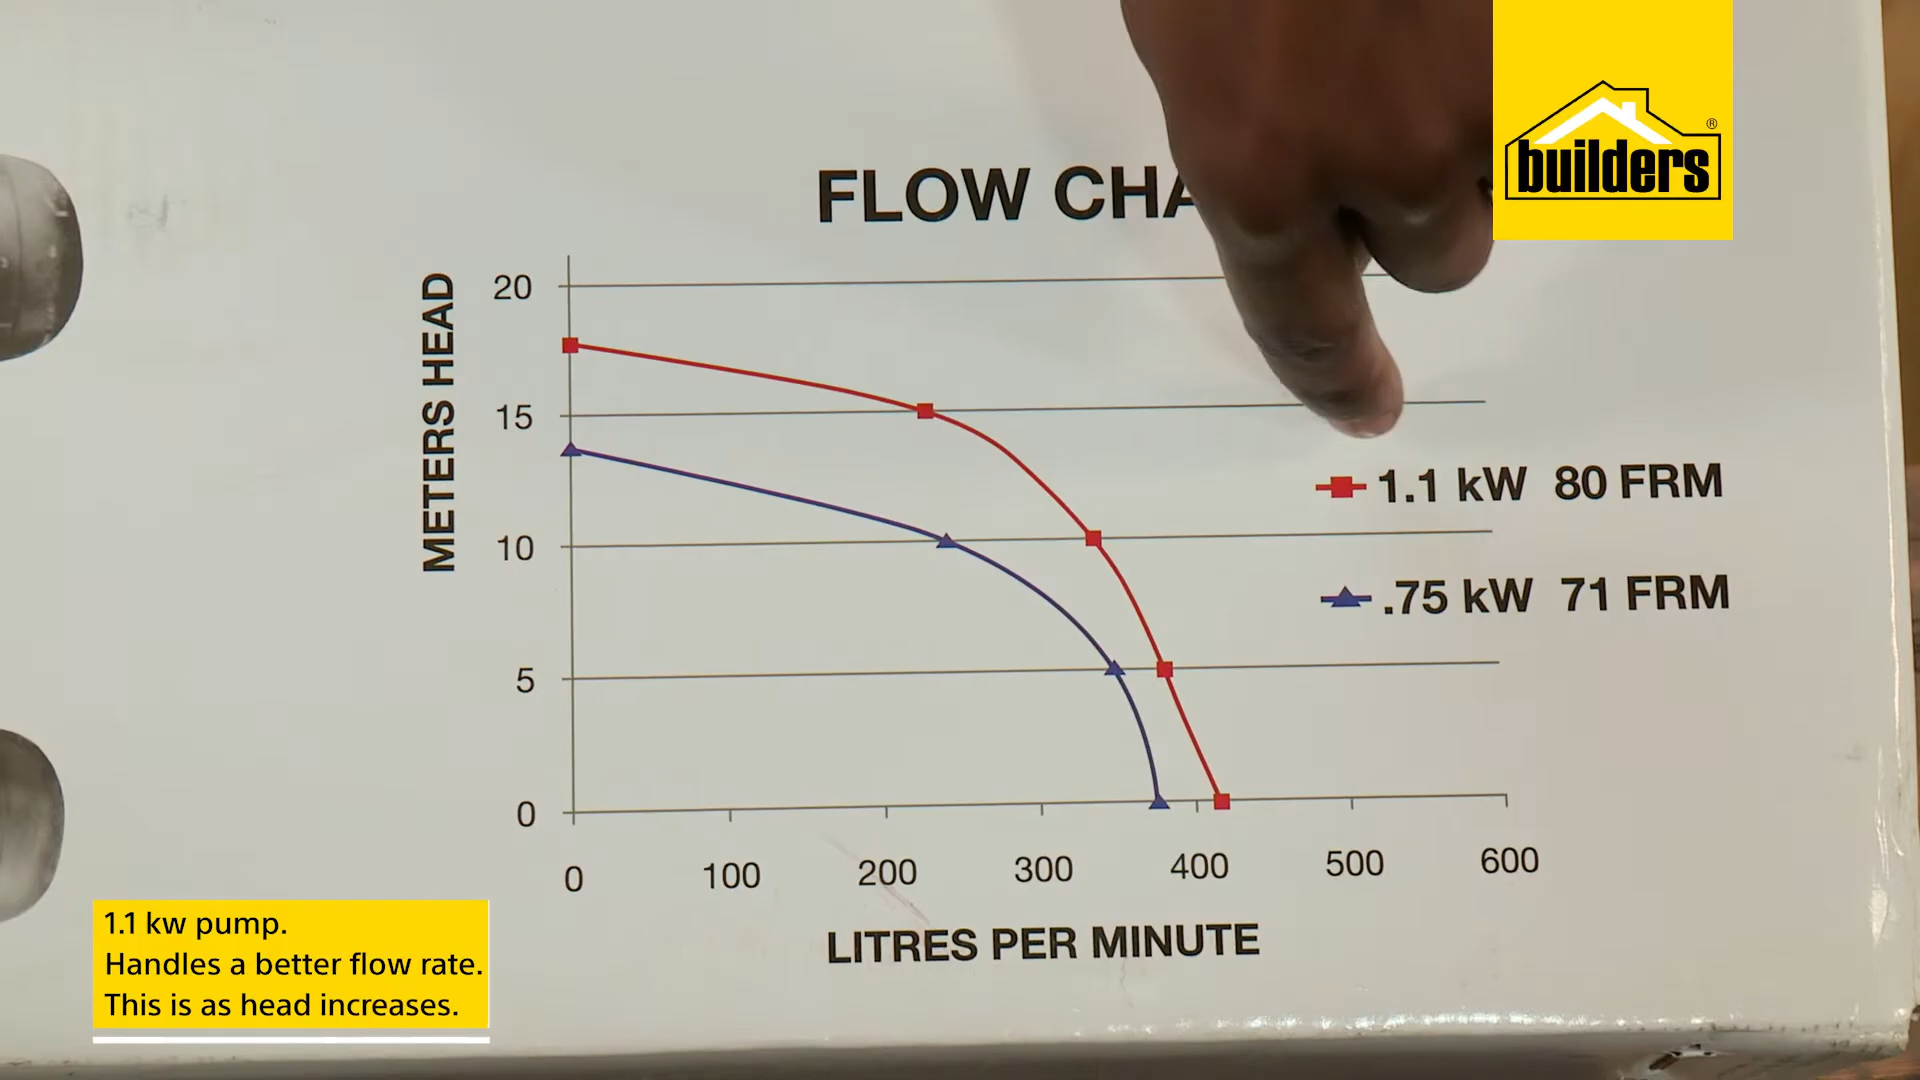 builders®
FLOW CHA
METERS HEAD
20
15
10
5
0
1.1 kW 80 FRM
.75 kW 71 FRM
0 100 200 300 400 500 600
LITRES PER MINUTE
1.1 kw pump.
Handles a better flow rate.
This is as head increases.